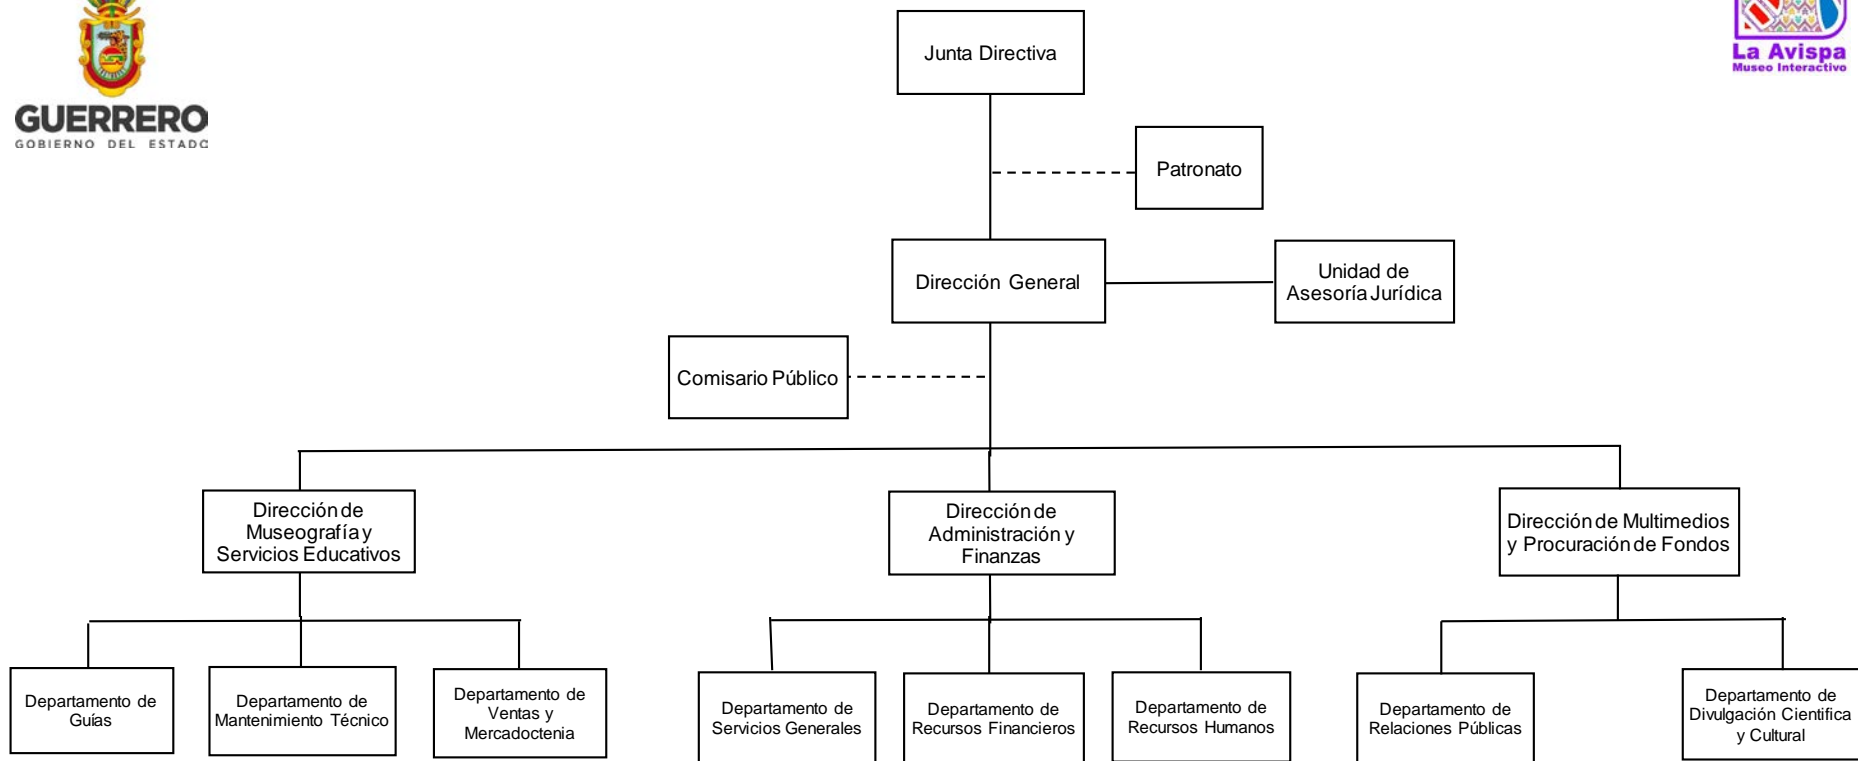 GUERRERO
GOBIERNO DEL ESTADO
La Avispa
Museo Interactivo
Junta Directiva
Patronato
Dirección General
Unidad de
Asesoría Jurídica
Comisario Público
Dirección de
Museografía y
Servicios Educativos
Dirección de
Administración y
Finanzas
Dirección de Multimedios
y Procuración de Fondos
Departamento de
Guías
Departamento de
Mantenimiento Técnico
Departamento de
Ventas y
Mercadoctenia
Departamento de
Servicios Generales
Departamento de
Recursos Financieros
Departamento de
Recursos Humanos
Departamento de
Relaciones Públicas
Departamento de
Divulgación Cientifica
y Cultural